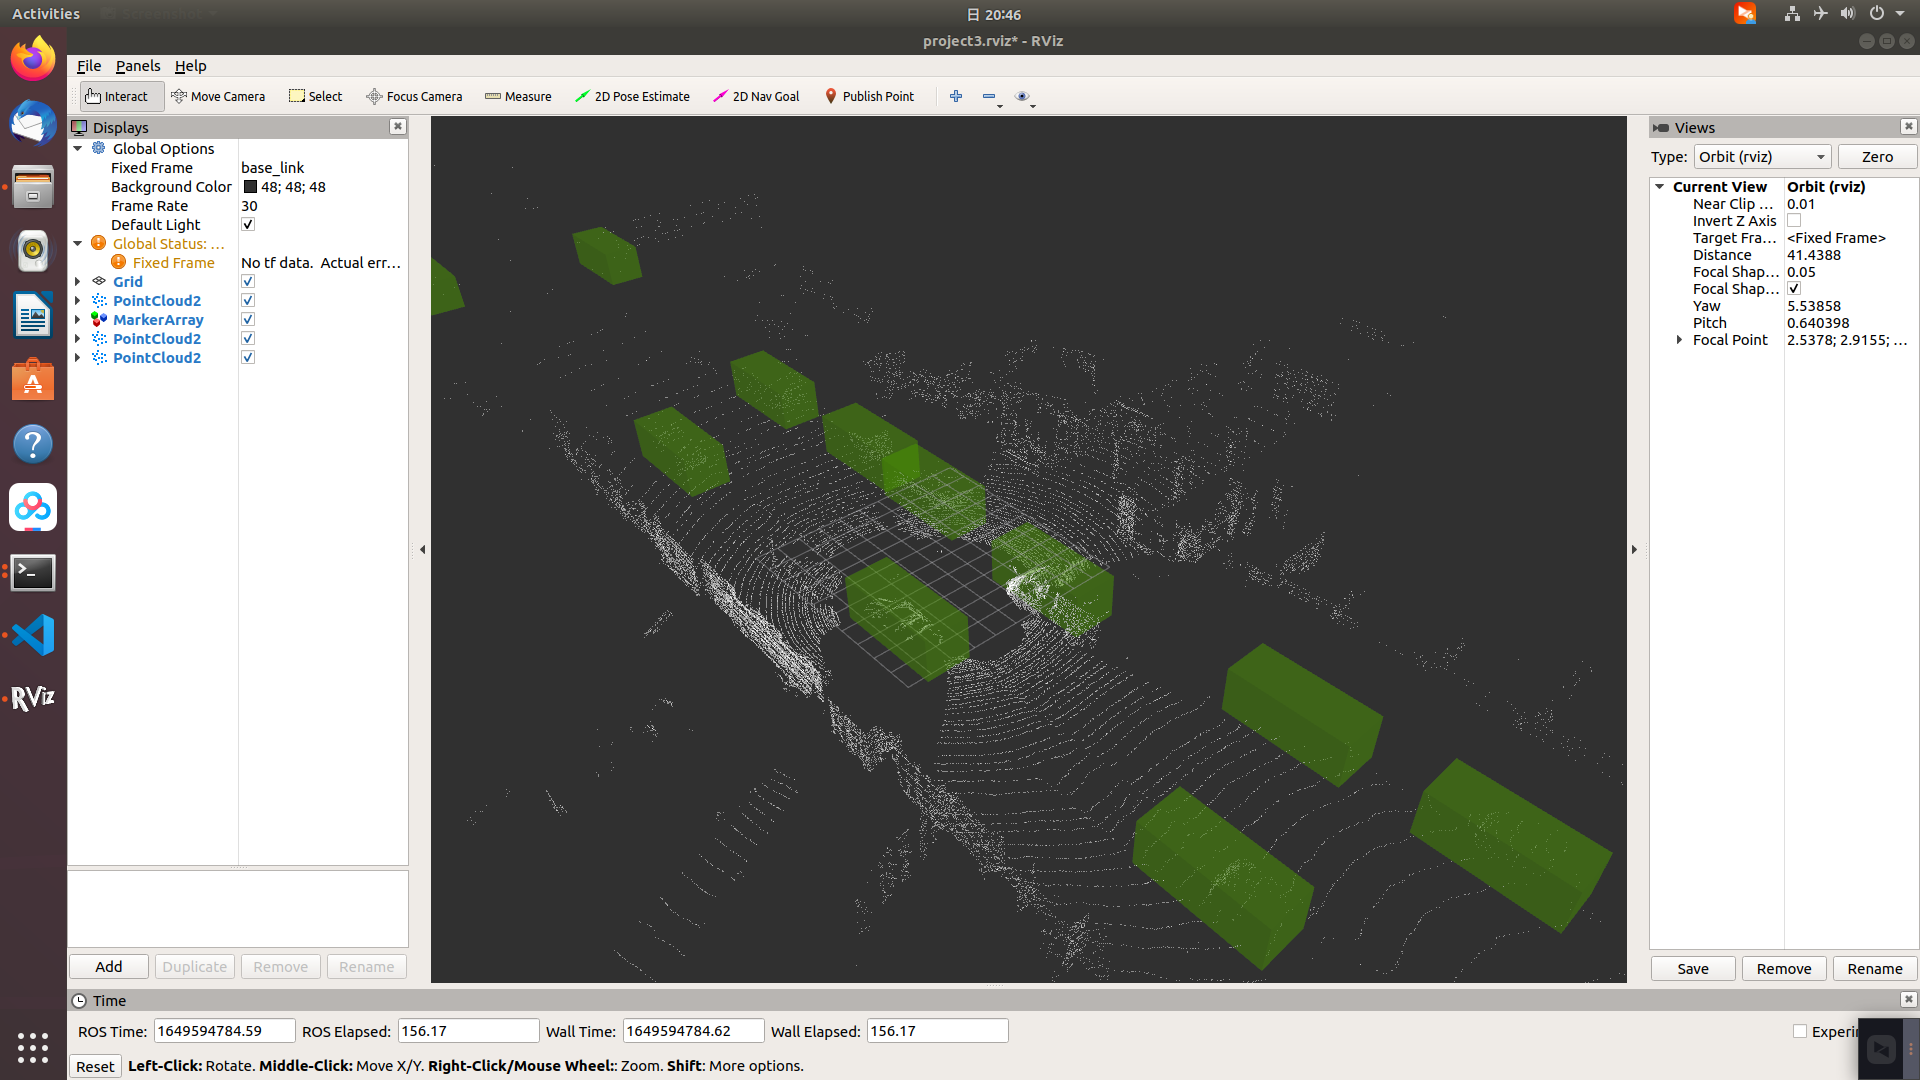 Activities
Screenshot
日 20:46
project3.rviz* - RViz
File Panels Help
Interact Move Camera Select Focus Camera Measure 2D Pose Estimate 2D Nav Goal Publish Point
Displays
Global Options
Fixed Frame base_link
Background Color 48; 48; 48
Frame Rate 30
Default Light
Global Status: ...
Fixed Frame No tf data. Actual err...
Grid
PointCloud2
MarkerArray
PointCloud2
PointCloud2
Add Duplicate Remove Rename
Views
Type: Orbit (rviz) Zero
Current View Orbit (rviz)
Near Clip ... 0.01
Invert Z Axis
Target Fra... <Fixed Frame>
Distance 41.4388
Focal Shap... 0.05
Focal Shap...
Yaw 5.53858
Pitch 0.640398
Focal Point 2.5378; 2.9155; ...
Save Remove Rename
Time
ROS Time: 1649594784.59 ROS Elapsed: 156.17 Wall Time: 1649594784.62 Wall Elapsed: 156.17 Experi
Reset Left-Click: Rotate. Middle-Click: Move X/Y. Right-Click/Mouse Wheel:: Zoom. Shift: More options.
RViz